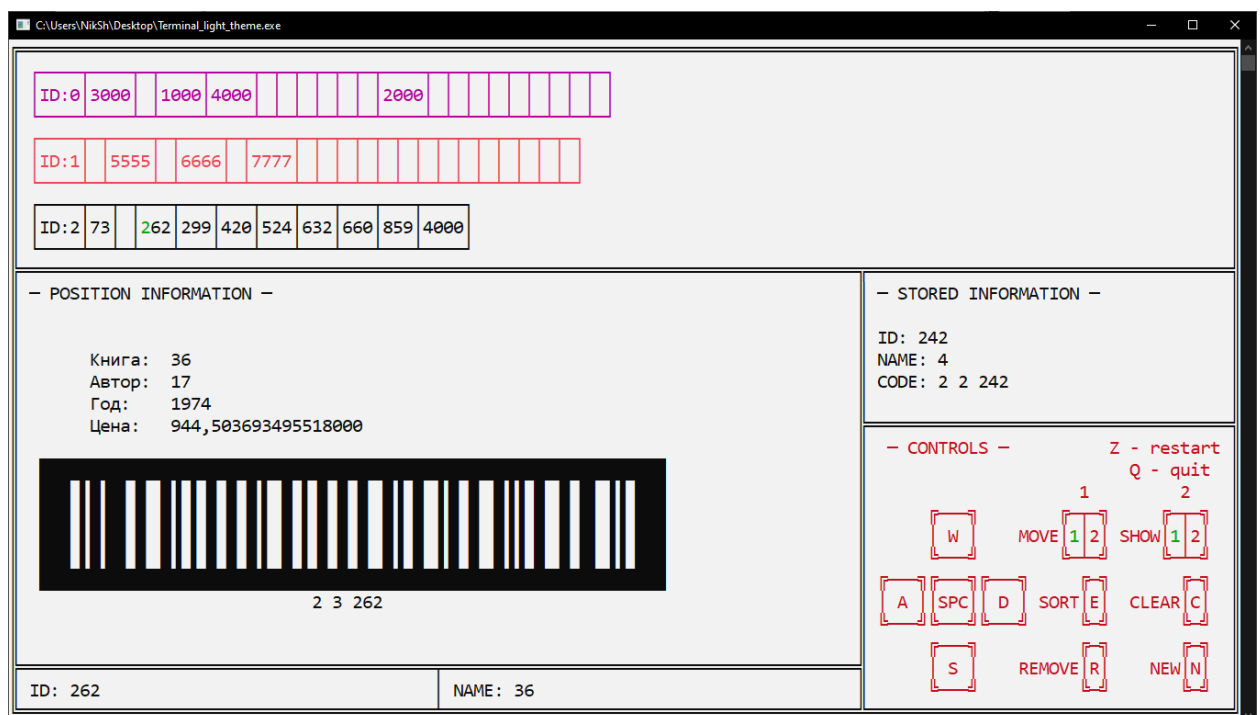 C:\Users\NikSh\Desktop\Terminal_light_theme.exe
ID:0 3000 1000 4000 2000
ID:1 5555 6666 7777
ID:2 73 262 299 420 524 632 660 859 4000
— POSITION INFORMATION —
Книга: 36
Автор: 17
Год: 1974
Цена: 944,503693495518000
2 3 262
ID: 262
NAME: 36
— STORED INFORMATION —
ID: 242
NAME: 4
CODE: 2 2 242
— CONTROLS — Z - restart
Q - quit
1 2
W MOVE 1 2 SHOW 1 2
A SPC D SORT E CLEAR C
S REMOVE R NEW N